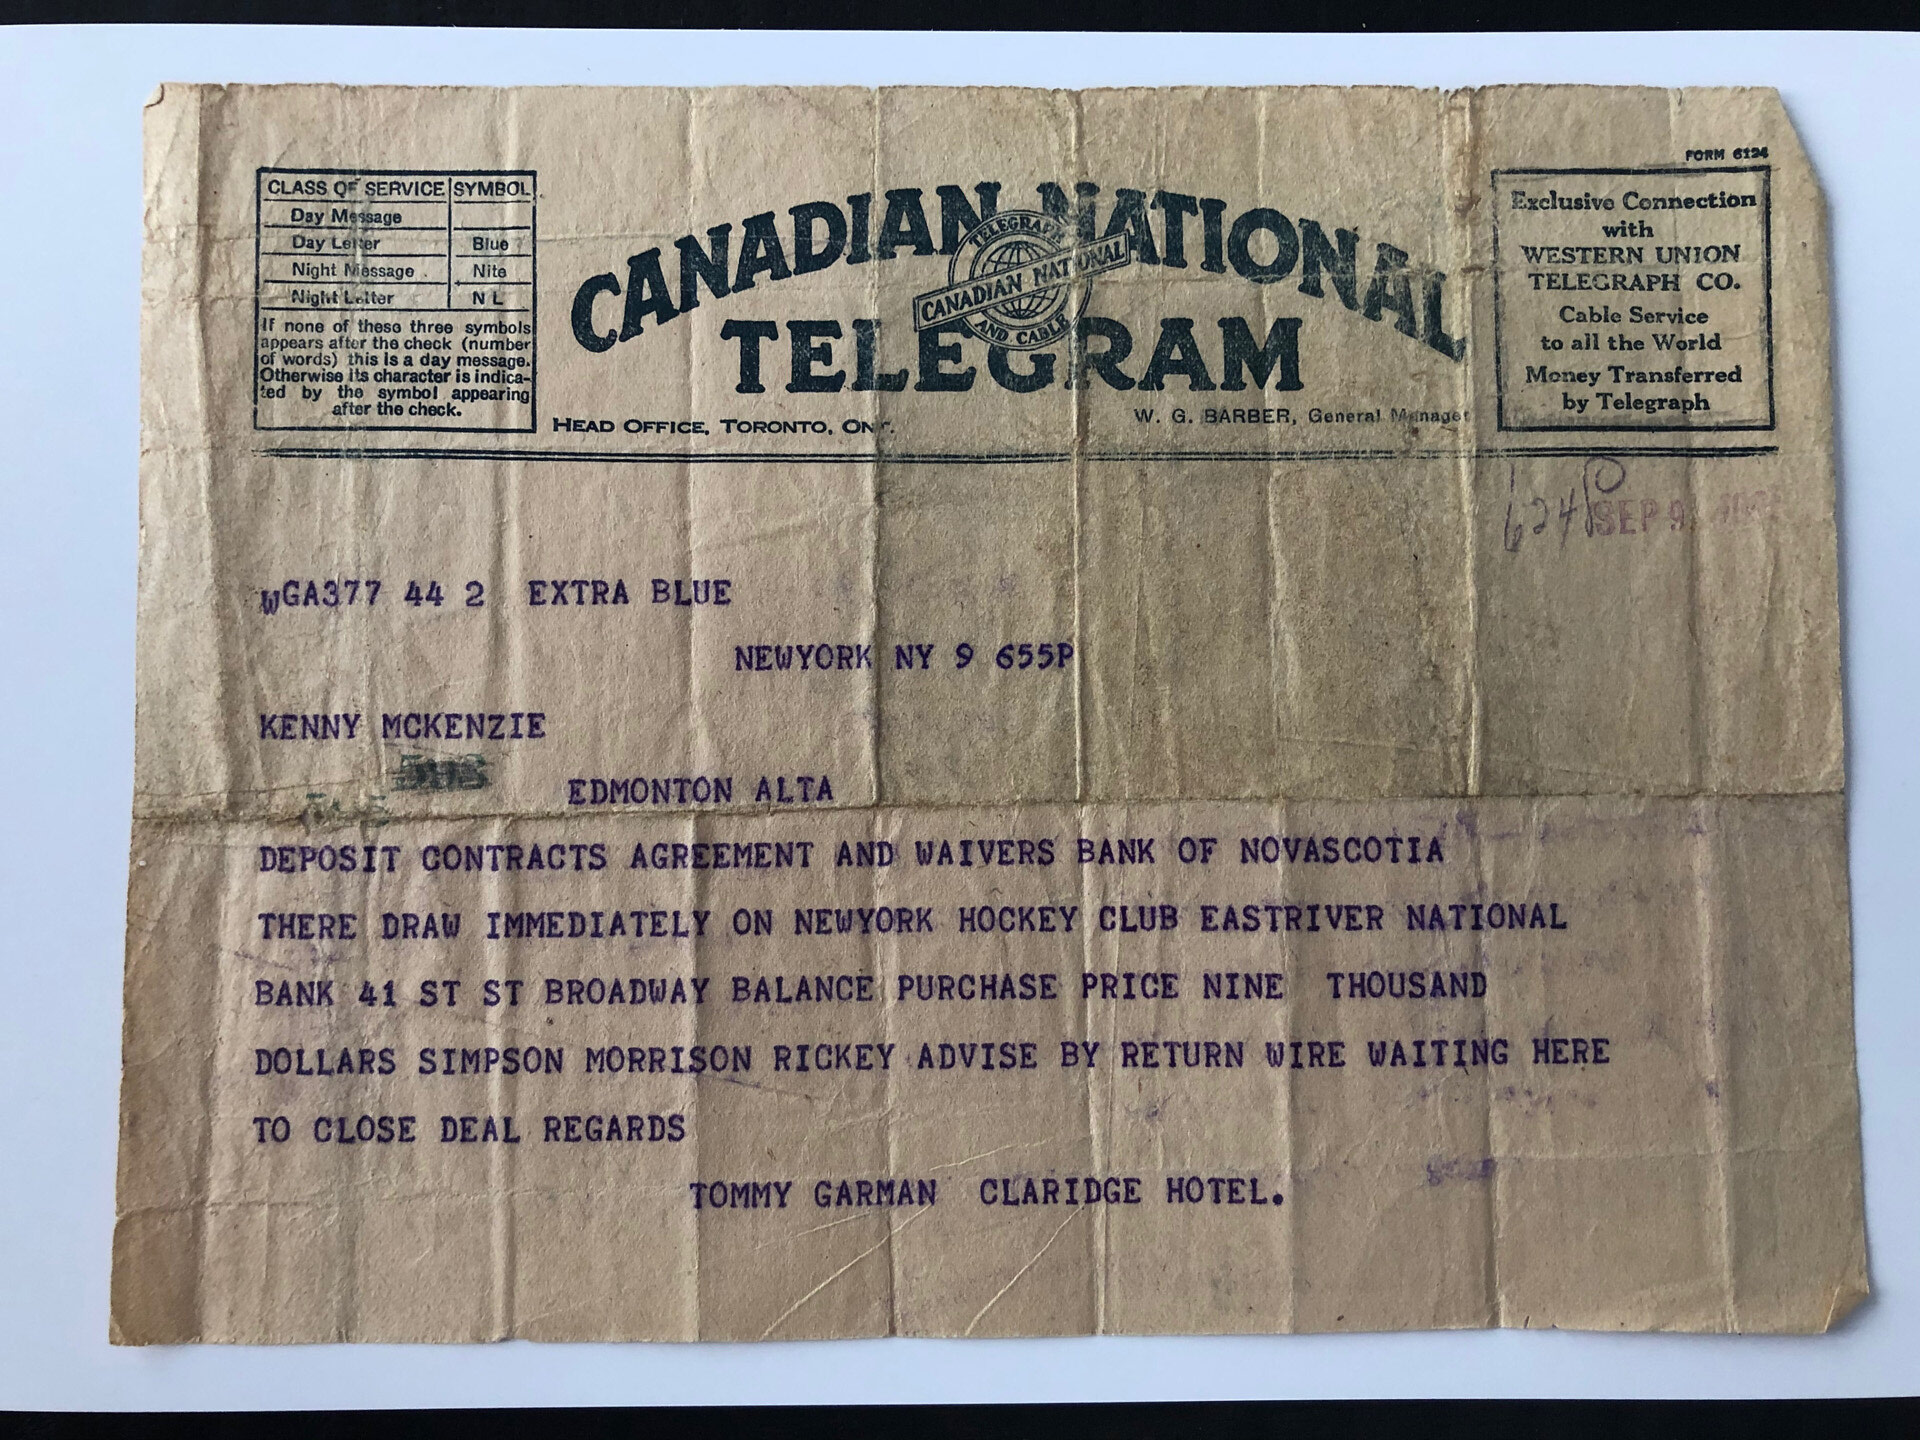 FORM 6124
CLASS OF SERVICE SYMBOL
Day Message
Day Letter Blue
Night Message Nite
Night Letter N L
If none of these three symbols
appears after the check (number
of words) this is a day message.
Otherwise its character is indica-
ted by the symbol appearing
after the check.
CANADIAN NATIONAL
TELEGRAM
TELEGRAPH
CANADIAN NATIONAL
AND CABLE
HEAD OFFICE, TORONTO, ONT.
W. G. BARBER, General Manager
Exclusive Connection
with
WESTERN UNION
TELEGRAPH CO.
Cable Service
to all the World
Money Transferred
by Telegraph
SEP 9
WGA377 44 2 EXTRA BLUE
NEWYORK NY 9 655P
KENNY MCKENZIE
EDMONTON ALTA
DEPOSIT CONTRACTS AGREEMENT AND WAIVERS BANK OF NOVASCOTIA
THERE DRAW IMMEDIATELY ON NEWYORK HOCKEY CLUB EASTRIVER NATIONAL
BANK 41 ST ST BROADWAY BALANCE PURCHASE PRICE NINE THOUSAND
DOLLARS SIMPSON MORRISON RICKEY ADVISE BY RETURN WIRE WAITING HERE
TO CLOSE DEAL REGARDS
TOMMY GARMAN CLARIDGE HOTEL.